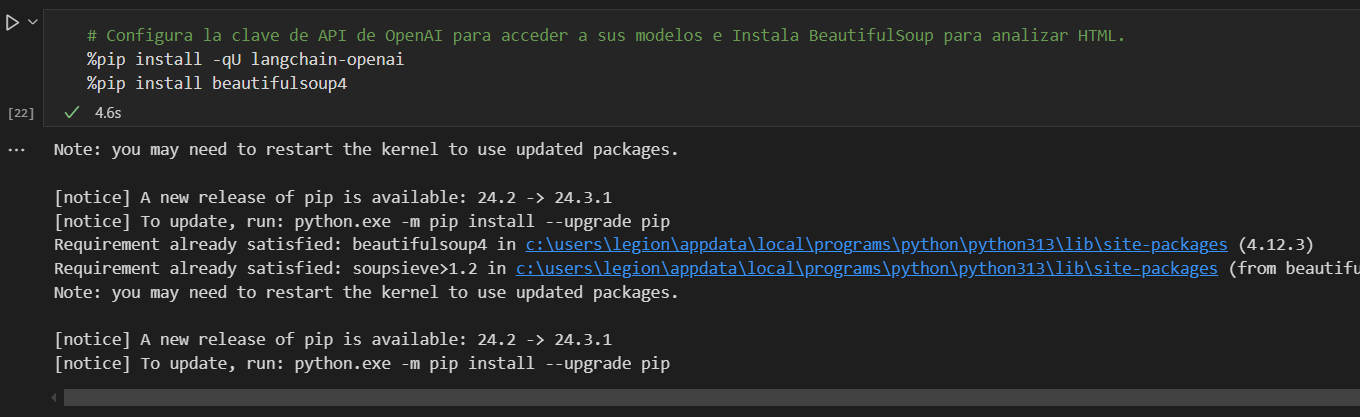 # Configura la clave de API de OpenAI para acceder a sus modelos e Instala BeautifulSoup para analizar HTML.
%pip install -qU langchain-openai
%pip install beautifulsoup4
[22]
4.6s
Note: you may need to restart the kernel to use updated packages.
[notice] A new release of pip is available: 24.2 -> 24.3.1
[notice] To update, run: python.exe -m pip install --upgrade pip
Requirement already satisfied: beautifulsoup4 in c:\users\legion\appdata\local\programs\python\python313\lib\site-packages (4.12.3)
Requirement already satisfied: soupsieve>1.2 in c:\users\legion\appdata\local\programs\python\python313\lib\site-packages (from beautifu
Note: you may need to restart the kernel to use updated packages.
[notice] A new release of pip is available: 24.2 -> 24.3.1
[notice] To update, run: python.exe -m pip install --upgrade pip